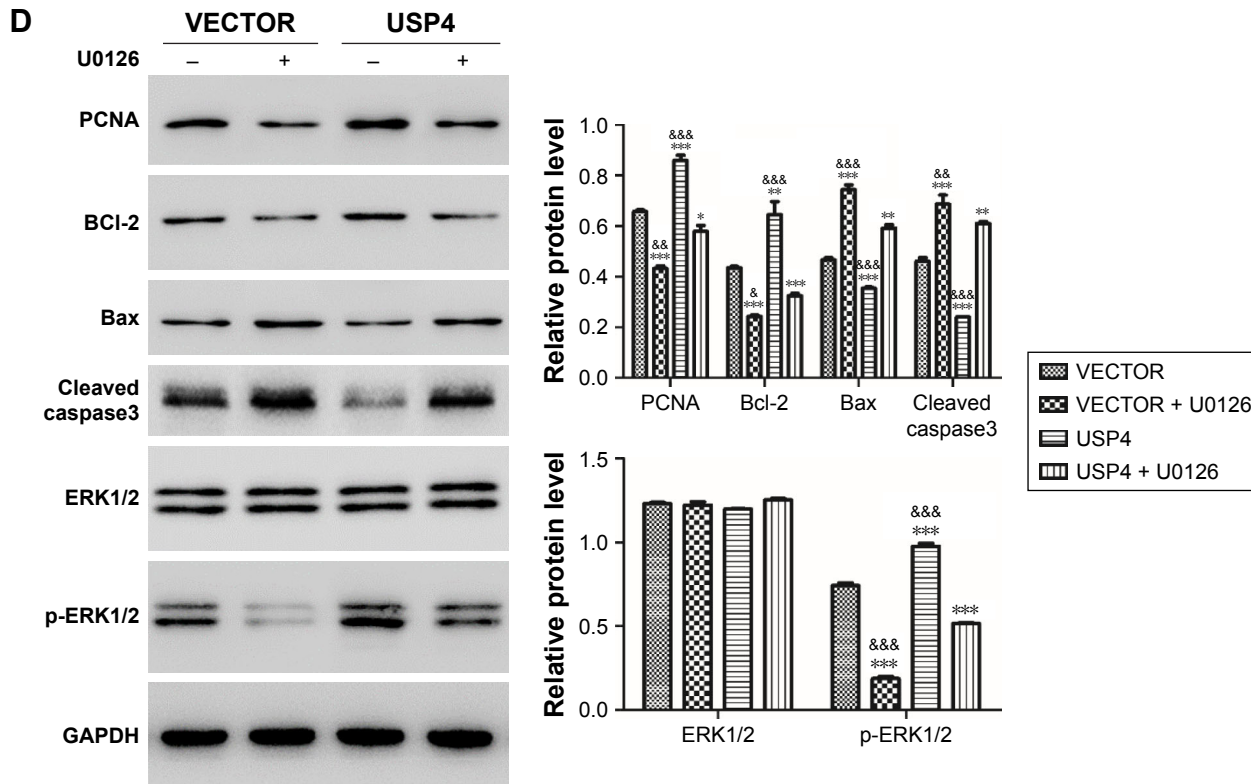 D
VECTOR USP4
U0126 – + – +
PCNA
BCl-2
Bax
Cleaved
caspase3
ERK1/2
p-ERK1/2
GAPDH
Relative protein level
1.0
0.8
0.6
0.4
0.2
0.0
&&& &&& &&& &&
*** ** *** ***
* ** **
&& & &&& &&&
*** *** *** *** ***
PCNA Bcl-2 Bax Cleaved
caspase3
Relative protein level
1.5
1.0
0.5
0.0
&&&
***
***
&&&
***
ERK1/2 p-ERK1/2
VECTOR
VECTOR + U0126
USP4
USP4 + U0126